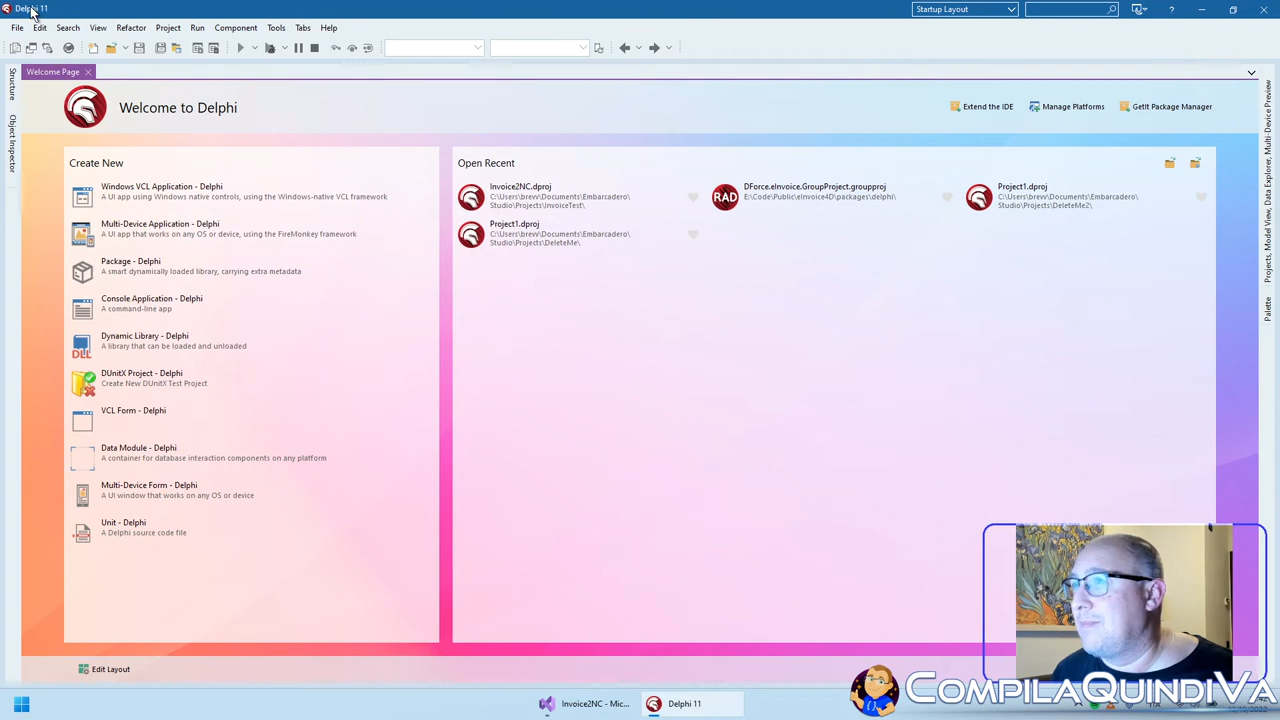 Delphi 11
Startup Layout
File Edit Search View Refactor Project Run Component Tools Tabs Help
Welcome Page
Structure
Object Inspector
Welcome to Delphi
Extend the IDE
Manage Platforms
GetIt Package Manager
Create New
Windows VCL Application - Delphi
A UI app using Windows native controls, using the Windows-native VCL framework
Multi-Device Application - Delphi
A UI app that works on any OS or device, using the FireMonkey framework
Package - Delphi
A smart dynamically loaded library, carrying extra metadata
Console Application - Delphi
A command-line app
Dynamic Library - Delphi
A library that can be loaded and unloaded
DLL
DUnitX Project - Delphi
Create New DUnitX Test Project
VCL Form - Delphi
Data Module - Delphi
A container for database interaction components on any platform
Multi-Device Form - Delphi
A UI window that works on any OS or device
Unit - Delphi
A Delphi source code file
Open Recent
Invoice2NC.dproj
C:\Users\brevv\Documents\Embarcadero\
Studio\Projects\InvoiceTest\
RAD
DForce.eInvoice.GroupProject.groupproj
E:\Code\Public\eInvoice4D\packages\delphi\
Project1.dproj
C:\Users\brevv\Documents\Embarcadero\
Studio\Projects\DeleteMe2\
Project1.dproj
C:\Users\brevv\Documents\Embarcadero\
Studio\Projects\DeleteMe\
Projects, Model View, Data Explorer, Multi-Device Preview
Palette
Edit Layout
Invoice2NC - Mic...
Delphi 11
CompilaQuindiVa